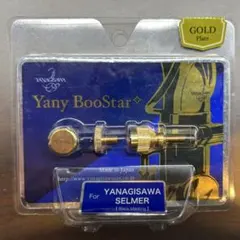 GOLD
Plate
YANAGISAWA
Yany BooStar
Made in Japan
For
YANAGISAWA
SELMER